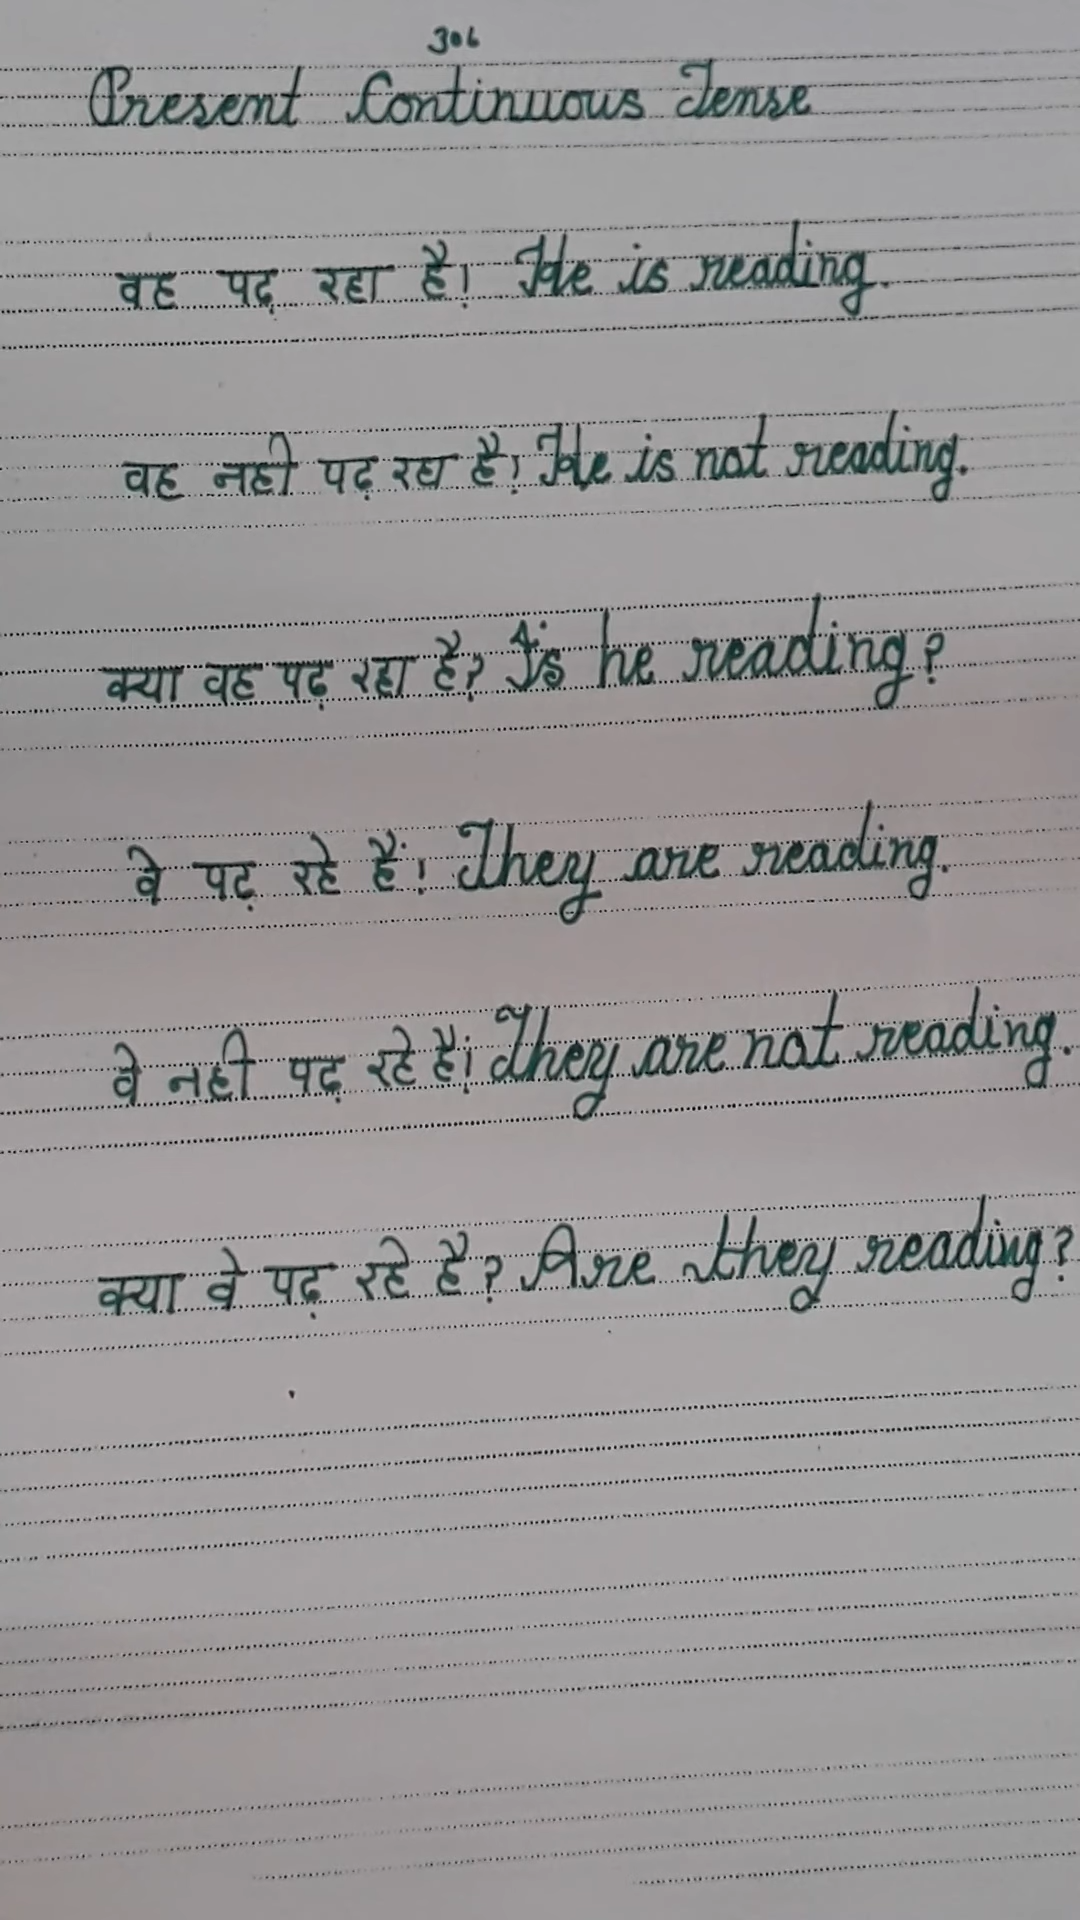 306
Present Continuous Tense
वह पढ़ रहा है। He is reading.
वह नही पढ़ रहा है। He is not reading.
क्या वह पढ़ रहा है? Is he reading?
वे पढ़ रहे हैं। They are reading.
वे नही पढ़ रहे हैं। They are not reading.
क्या वे पढ़ रहे है? Are they reading?